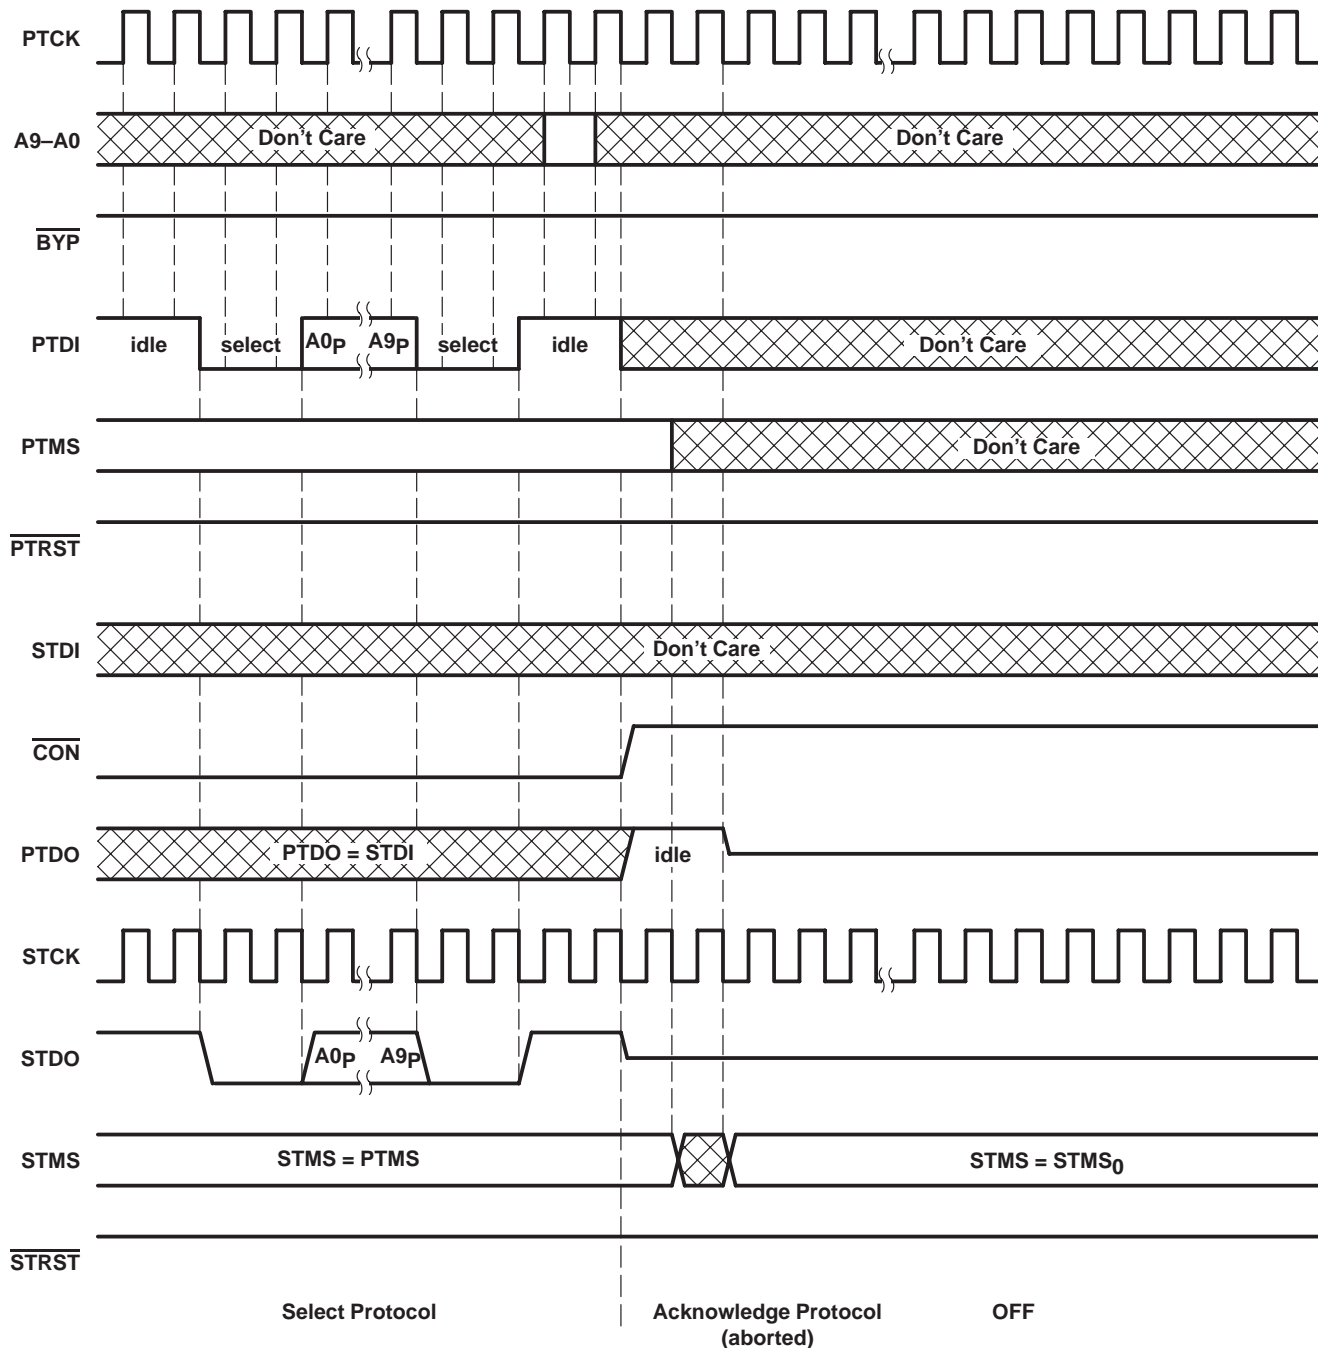 PTCK
A9–A0
Don't Care
Don't Care
BYP
PTDI
idle
select
A0P
A9P
select
idle
Don't Care
PTMS
Don't Care
PTRST
STDI
Don't Care
CON
PTDO
PTDO = STDI
idle
STCK
STDO
A0P
A9P
STMS
STMS = PTMS
STMS = STMS0
STRST
Select Protocol
Acknowledge Protocol
(aborted)
OFF